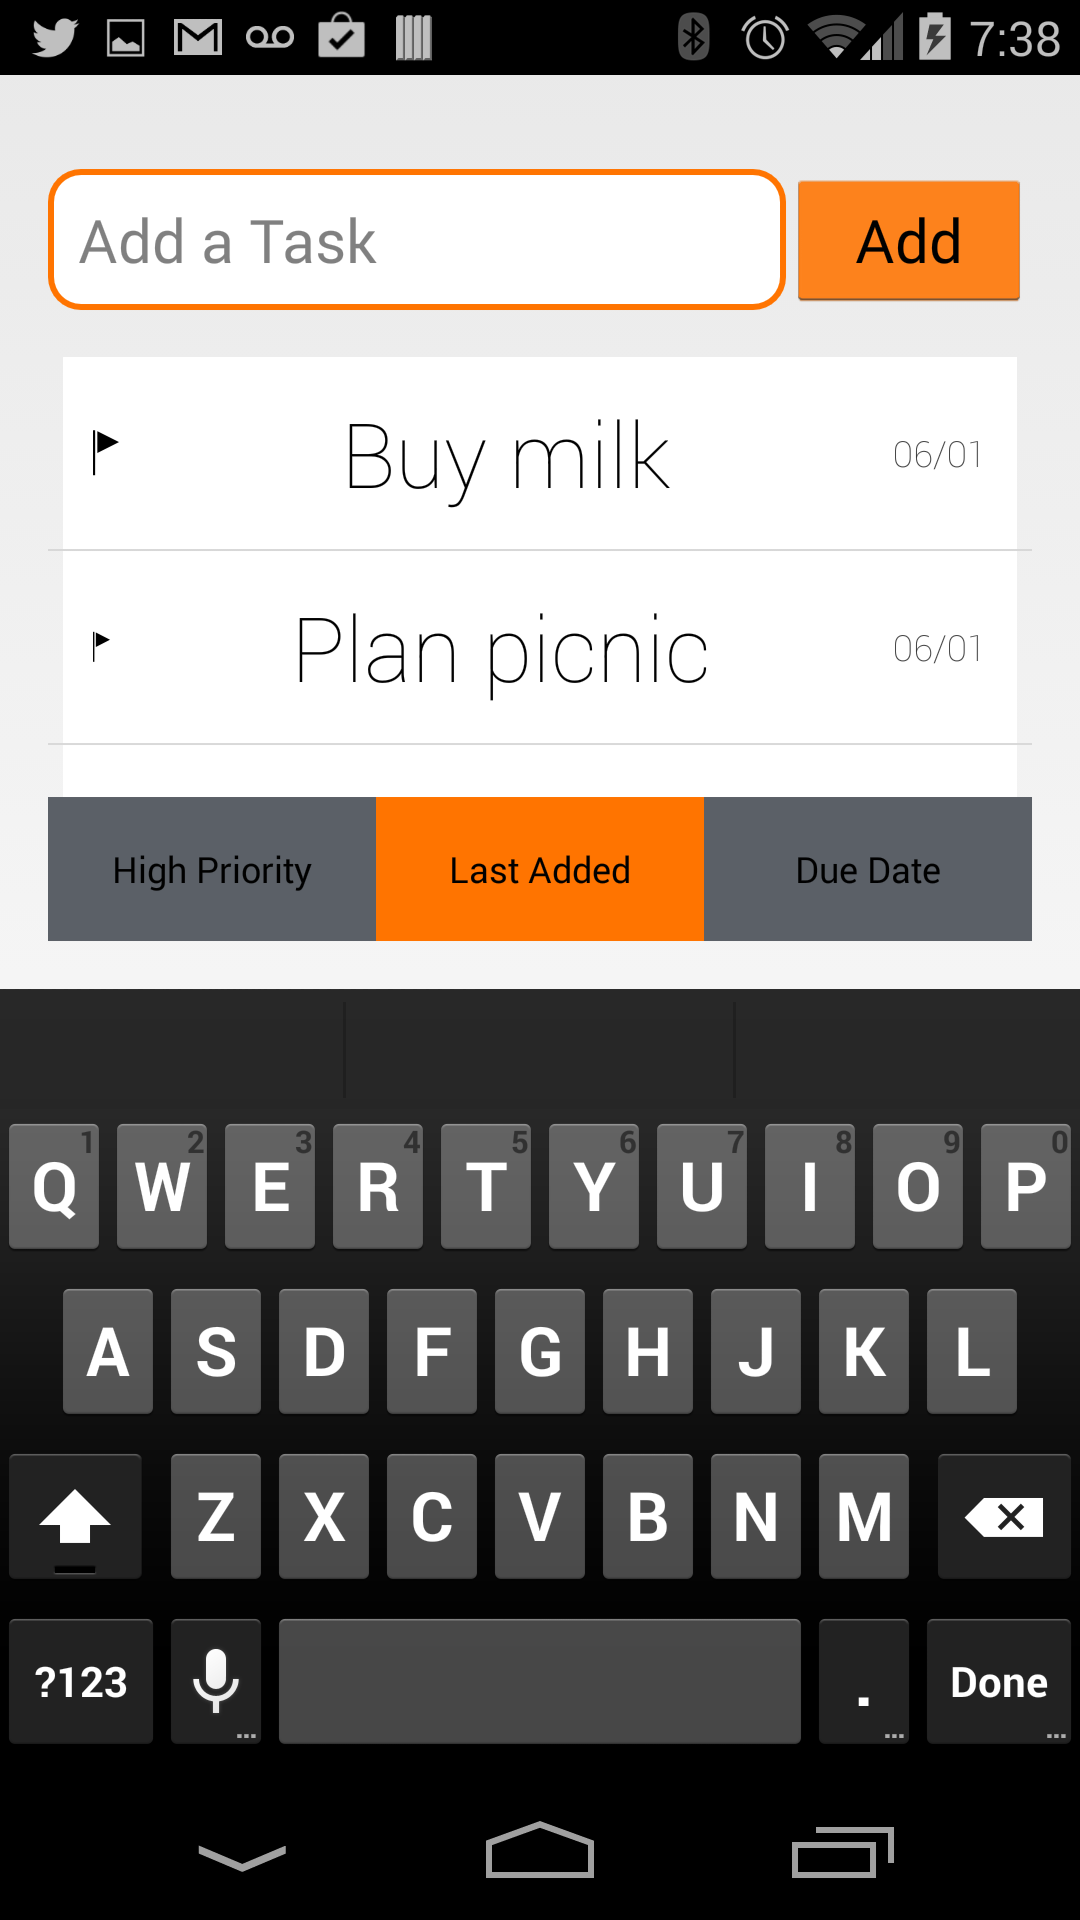 7:38
Add a Task
Add
Buy milk
06/01
Plan picnic
06/01
High Priority
Last Added
Due Date
1 2 3 4 5 6 7 8 9 0
Q W E R T Y U I O P
A S D F G H J K L
Z X C V B N M
?123
.
Done